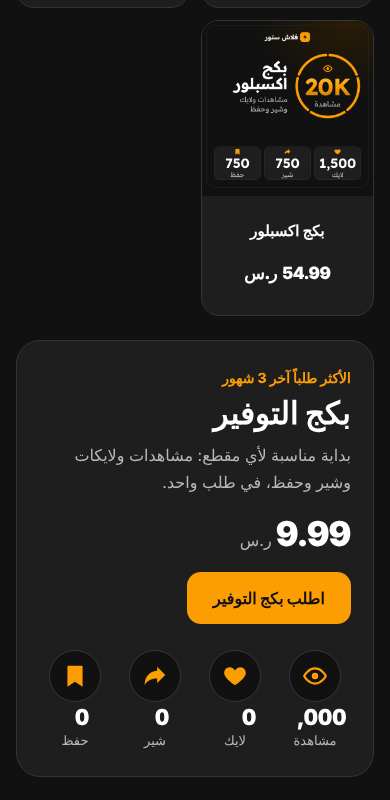 فلاش ستور
بكج
اكسبلور
مشاهدات ولايك
وشير وحفظ
20K
مشاهدة
1,500
لايك
750
شير
750
حفظ
بكج اكسبلور
54.99 ر.س
الأكثر طلباً آخر 3 شهور
بكج التوفير
بداية مناسبة لأي مقطع: مشاهدات ولايكات
وشير وحفظ، في طلب واحد.
9.99 ر.س
اطلب بكج التوفير
,000
مشاهدة
0
لايك
0
شير
0
حفظ